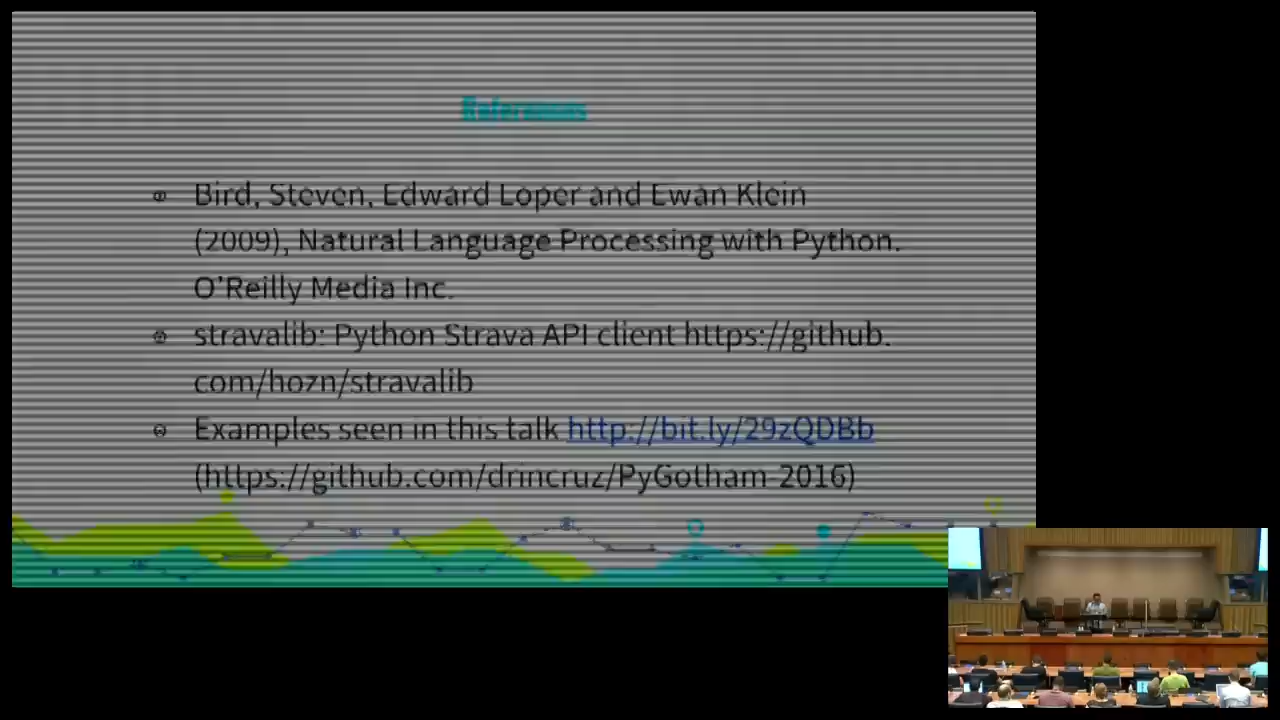 References
Bird, Steven, Edward Loper and Ewan Klein
(2009), Natural Language Processing with Python.
O'Reilly Media Inc.
stravalib: Python Strava API client https://github.
com/hozn/stravalib
Examples seen in this talk http://bit.ly/29zQDBb
(https://github.com/drincruz/PyGotham-2016)